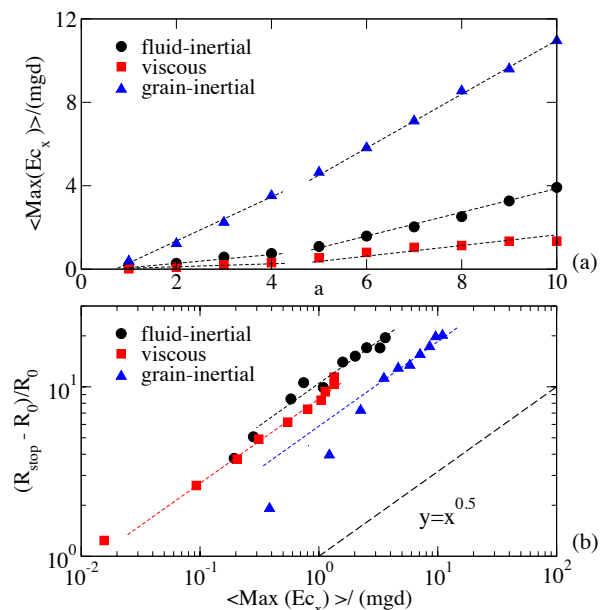 12
8
4
0
<Max(Ec_x)>/(mgd)
fluid-inertial
viscous
grain-inertial
0 2 4 6 8 10
a
(a)
10^1
10^0
(R_stop - R_0)/R_0
fluid-inertial
viscous
grain-inertial
y=x^0.5
(b)
10^-2 10^-1 10^0 10^1 10^2
<Max (Ec_x) >/ (mgd)